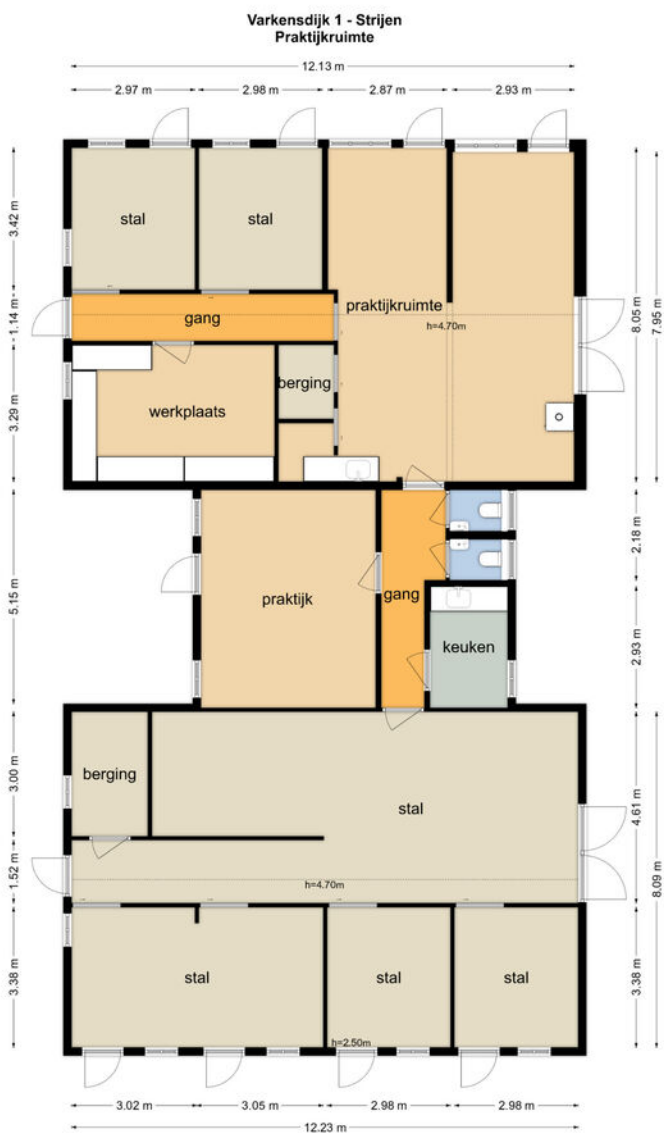 Varkensdijk 1 - Strijen
Praktijkruimte
12.13 m
2.97 m
2.98 m
2.87 m
2.93 m
3.42 m
1.14 m
3.29 m
5.15 m
3.00 m
1.52 m
3.38 m
stal
stal
praktijkruimte
h=4.70m
gang
berging
werkplaats
praktijk
gang
keuken
berging
stal
h=4.70m
stal
stal
stal
h=2.50m
8.05 m
7.95 m
2.18 m
2.93 m
4.61 m
8.09 m
3.38 m
3.02 m
3.05 m
2.98 m
2.98 m
12.23 m